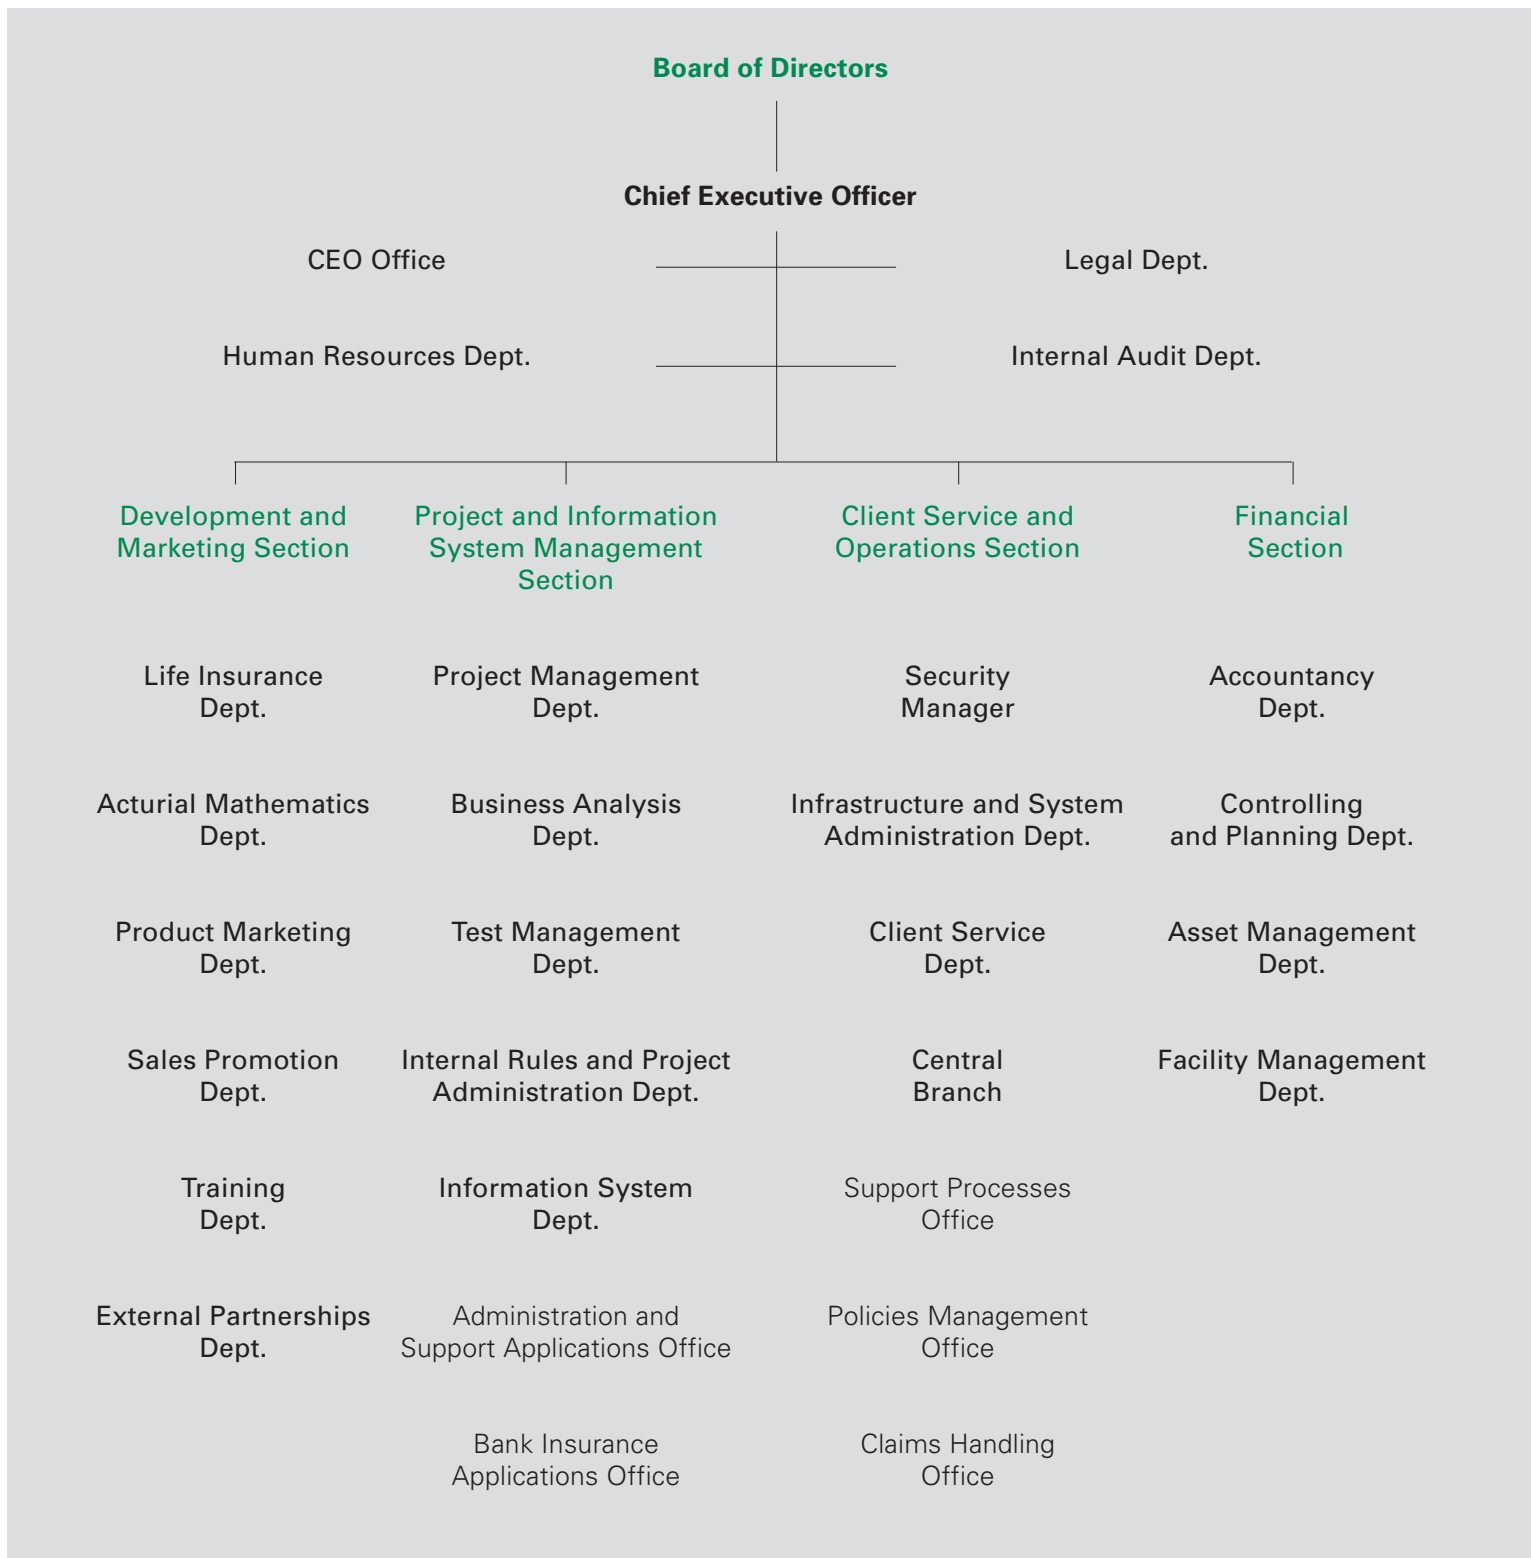 Board of Directors
Chief Executive Officer
CEO Office
Legal Dept.
Human Resources Dept.
Internal Audit Dept.
Development and
Marketing Section
Project and Information
System Management
Section
Client Service and
Operations Section
Financial
Section
Life Insurance
Dept.
Project Management
Dept.
Security
Manager
Accountancy
Dept.
Acturial Mathematics
Dept.
Business Analysis
Dept.
Infrastructure and System
Administration Dept.
Controlling
and Planning Dept.
Product Marketing
Dept.
Test Management
Dept.
Client Service
Dept.
Asset Management
Dept.
Sales Promotion
Dept.
Internal Rules and Project
Administration Dept.
Central
Branch
Facility Management
Dept.
Training
Dept.
Information System
Dept.
Support Processes
Office
External Partnerships
Dept.
Administration and
Support Applications Office
Policies Management
Office
Bank Insurance
Applications Office
Claims Handling
Office